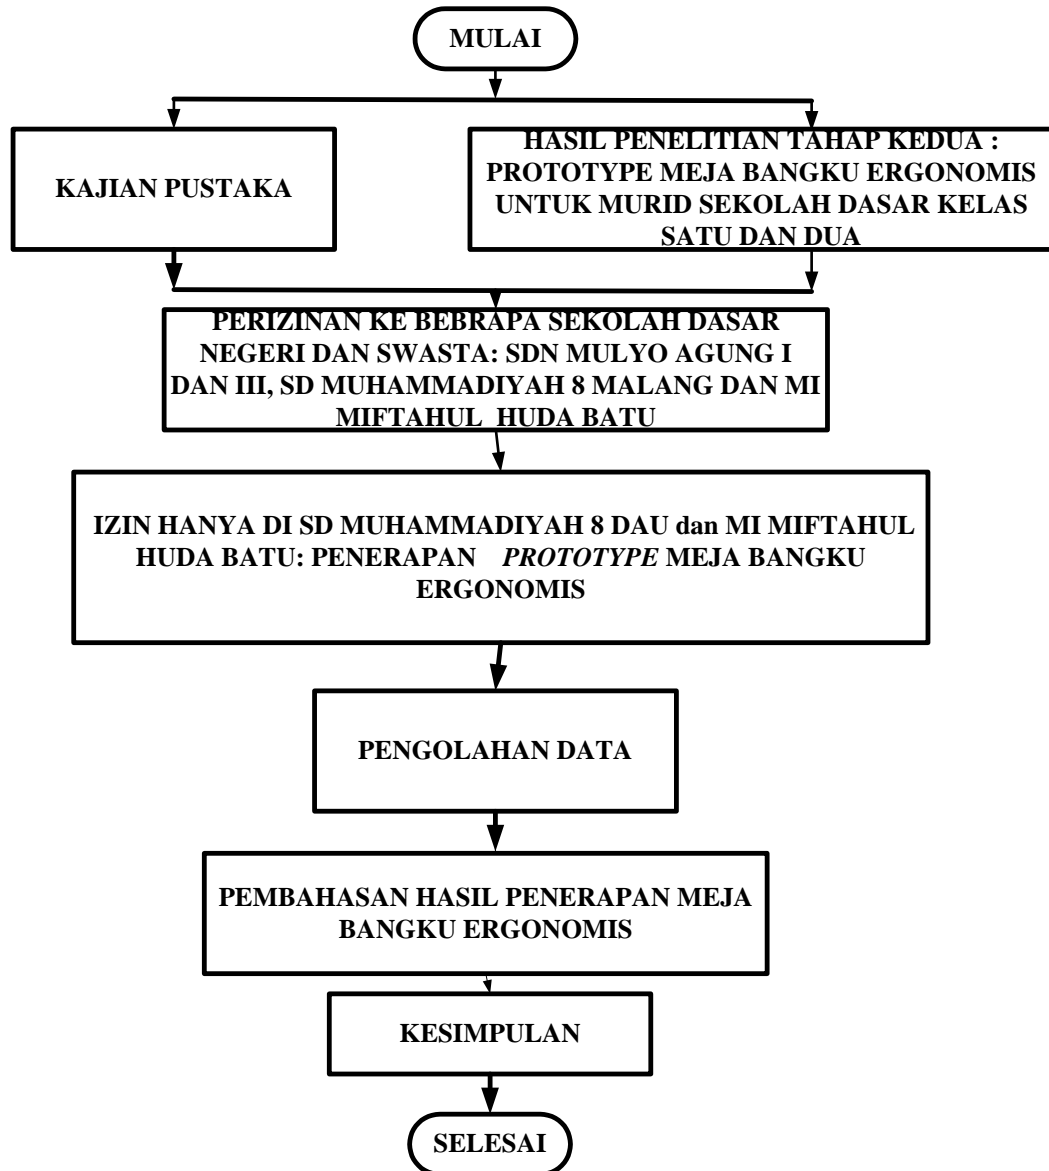 MULAI
KAJIAN PUSTAKA
HASIL PENELITIAN TAHAP KEDUA :
PROTOTYPE MEJA BANGKU ERGONOMIS
UNTUK MURID SEKOLAH DASAR KELAS
SATU DAN DUA
PERIZINAN KE BEBRAPA SEKOLAH DASAR
NEGERI DAN SWASTA: SDN MULYO AGUNG I
DAN III, SD MUHAMMADIYAH 8 MALANG DAN MI
MIFTAHUL HUDA BATU
IZIN HANYA DI SD MUHAMMADIYAH 8 DAU dan MI MIFTAHUL
HUDA BATU: PENERAPAN PROTOTYPE MEJA BANGKU
ERGONOMIS
PENGOLAHAN DATA
PEMBAHASAN HASIL PENERAPAN MEJA
BANGKU ERGONOMIS
KESIMPULAN
SELESAI